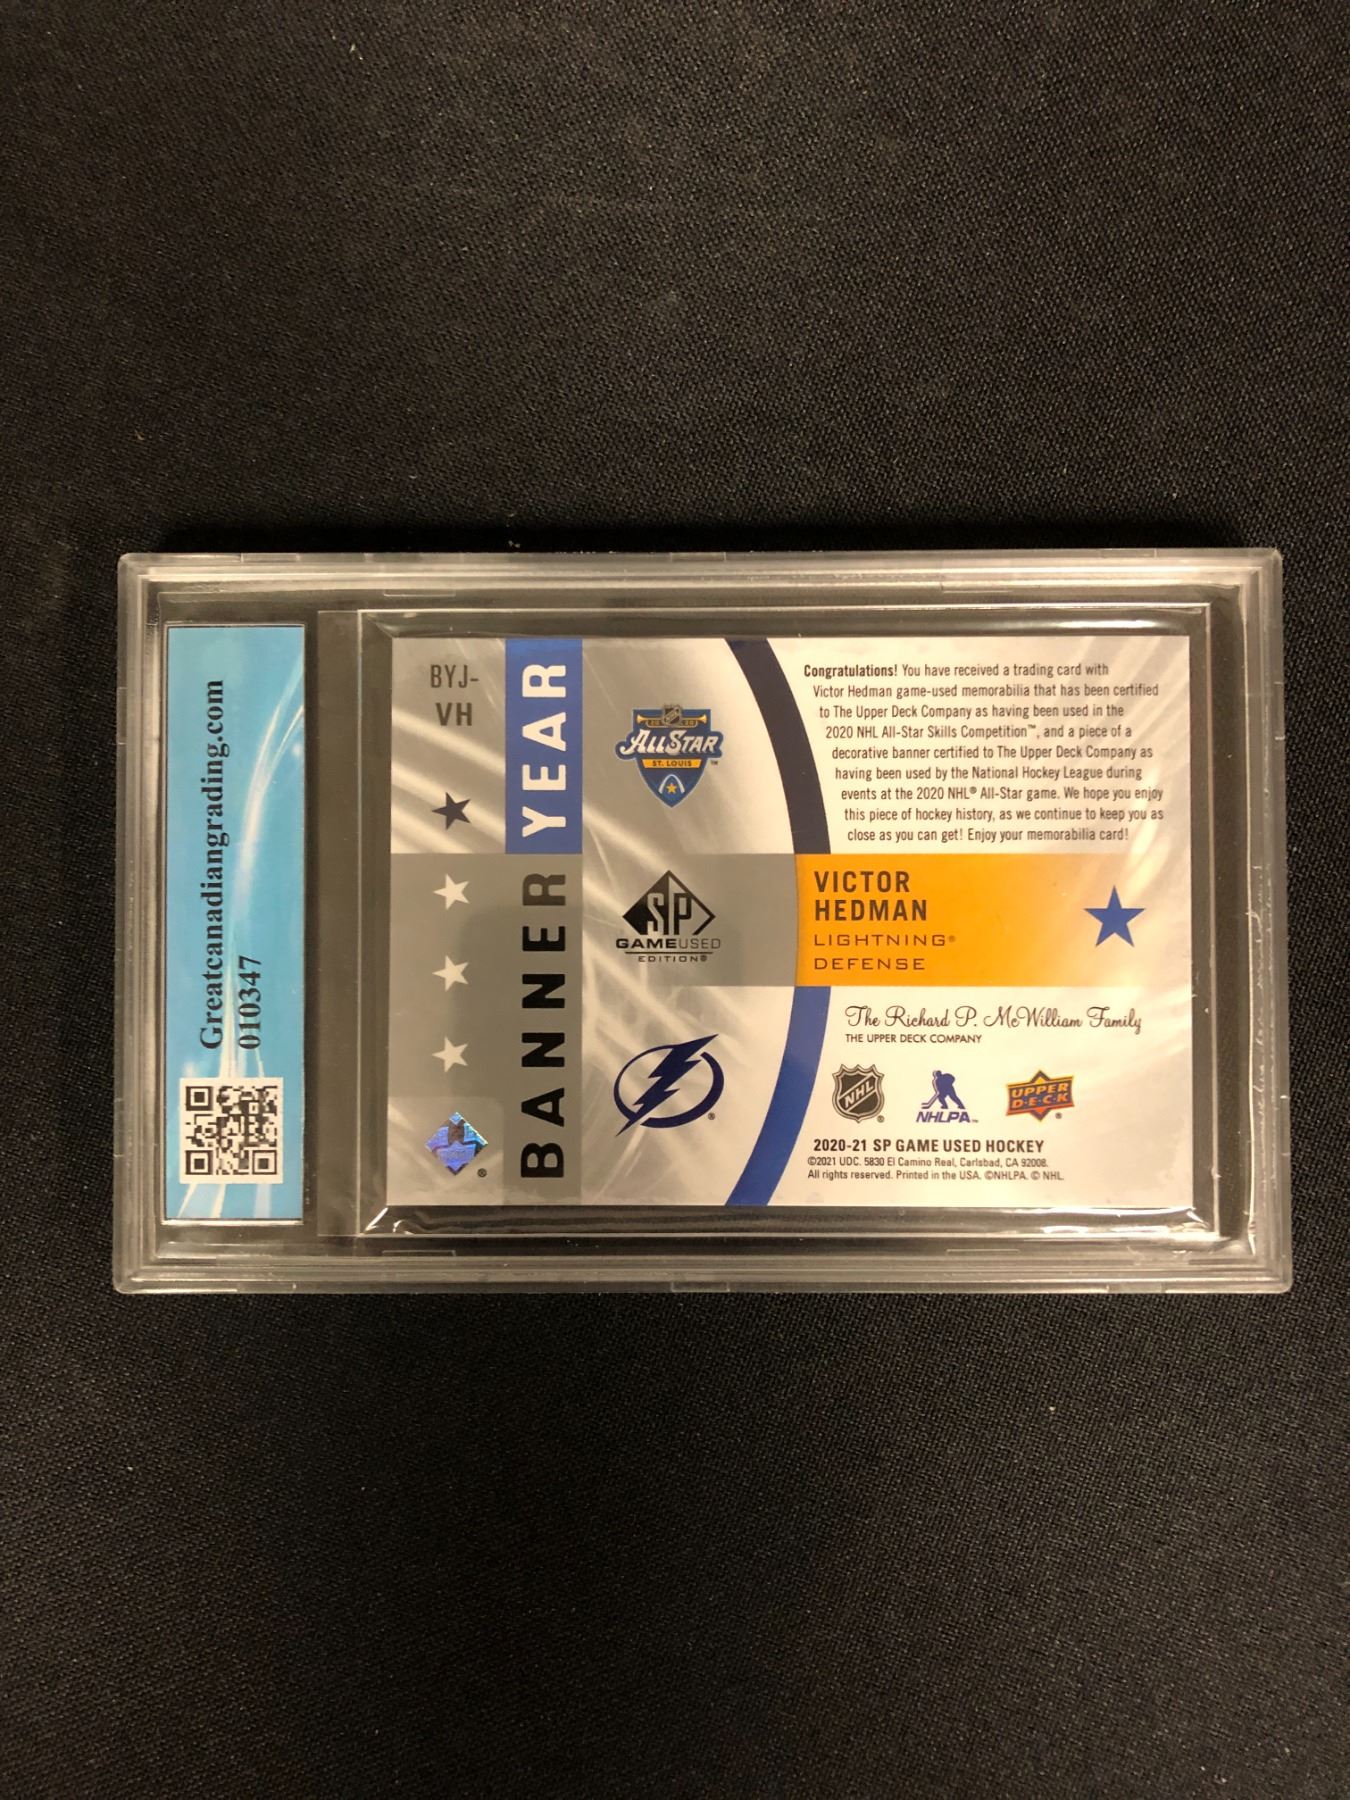 Greatcanadiangrading.com
010347
BYJ-
VH
BANNER YEAR
2020
ALL STAR™
ST. LOUIS
SP
GAMEUSED
EDITION®
®
®
Congratulations! You have received a trading card with
Victor Hedman game-used memorabilia that has been certified
to The Upper Deck Company as having been used in the
2020 NHL All-Star Skills Competition™, and a piece of a
decorative banner certified to The Upper Deck Company as
having been used by the National Hockey League during
events at the 2020 NHL® All-Star game. We hope you enjoy
this piece of hockey history, as we continue to keep you as
close as you can get! Enjoy your memorabilia card!
VICTOR
HEDMAN
LIGHTNING®
DEFENSE
The Richard P. McWilliam Family
THE UPPER DECK COMPANY
NHL®
NHLPA™
UPPER
D·E·C·K®
2020-21 SP GAME USED HOCKEY
©2021 UDC. 5830 El Camino Real, Carlsbad, CA 92008.
All rights reserved. Printed in the USA. ©NHLPA. © NHL.